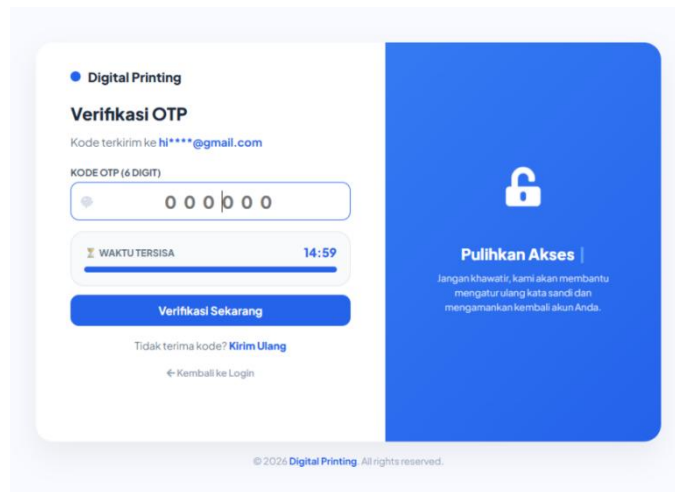 Digital Printing
Verifikasi OTP
Kode terkirim ke hi****@gmail.com
KODE OTP (6 DIGIT)
000000
⏳ WAKTU TERSISA 14:59
Verifikasi Sekarang
Tidak terima kode? Kirim Ulang
← Kembali ke Login
Pulihkan Akses |
Jangan khawatir, kami akan membantu
mengatur ulang kata sandi dan
mengamankan kembali akun Anda.
© 2026 Digital Printing. All rights reserved.